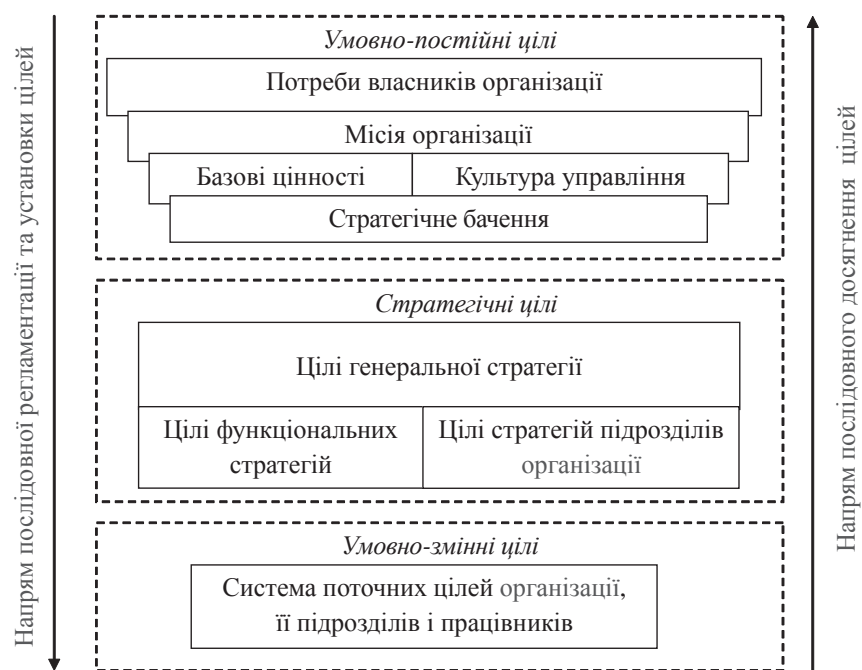 Напрям послідовної регламентації та установки цілей
Умовно-постійні цілі
Потреби власників організації
Місія організації
Базові цінності
Культура управління
Стратегічне бачення
Стратегічні цілі
Цілі генеральної стратегії
Цілі функціональних
стратегій
Цілі стратегій підрозділів
організації
Умовно-змінні цілі
Система поточних цілей організації,
її підрозділів і працівників
Напрям послідовного досягнення цілей